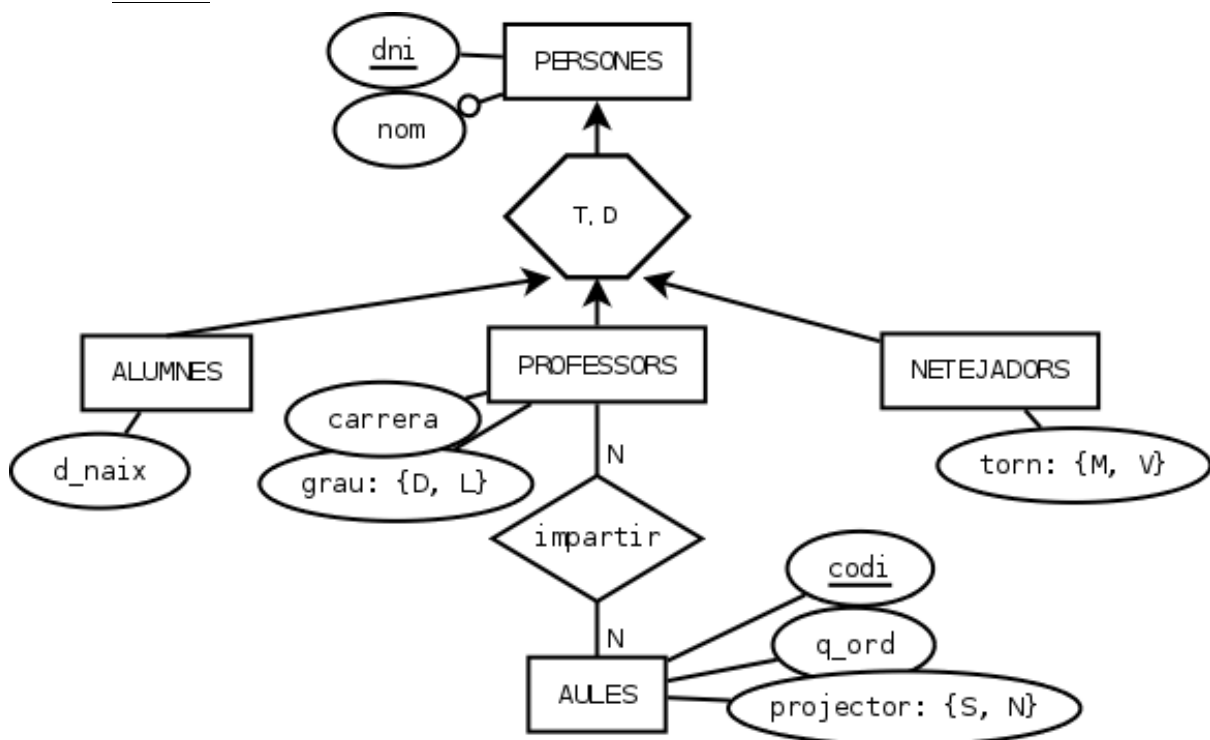 dni
PERSONES
nom
T,D
ALUMNES
PROFESSORS
NETEJADORS
d_naix
carrera
grau: {D, L}
torn: {M, V}
N
impartir
N
codi
q_ord
AULES
projector: {S, N}